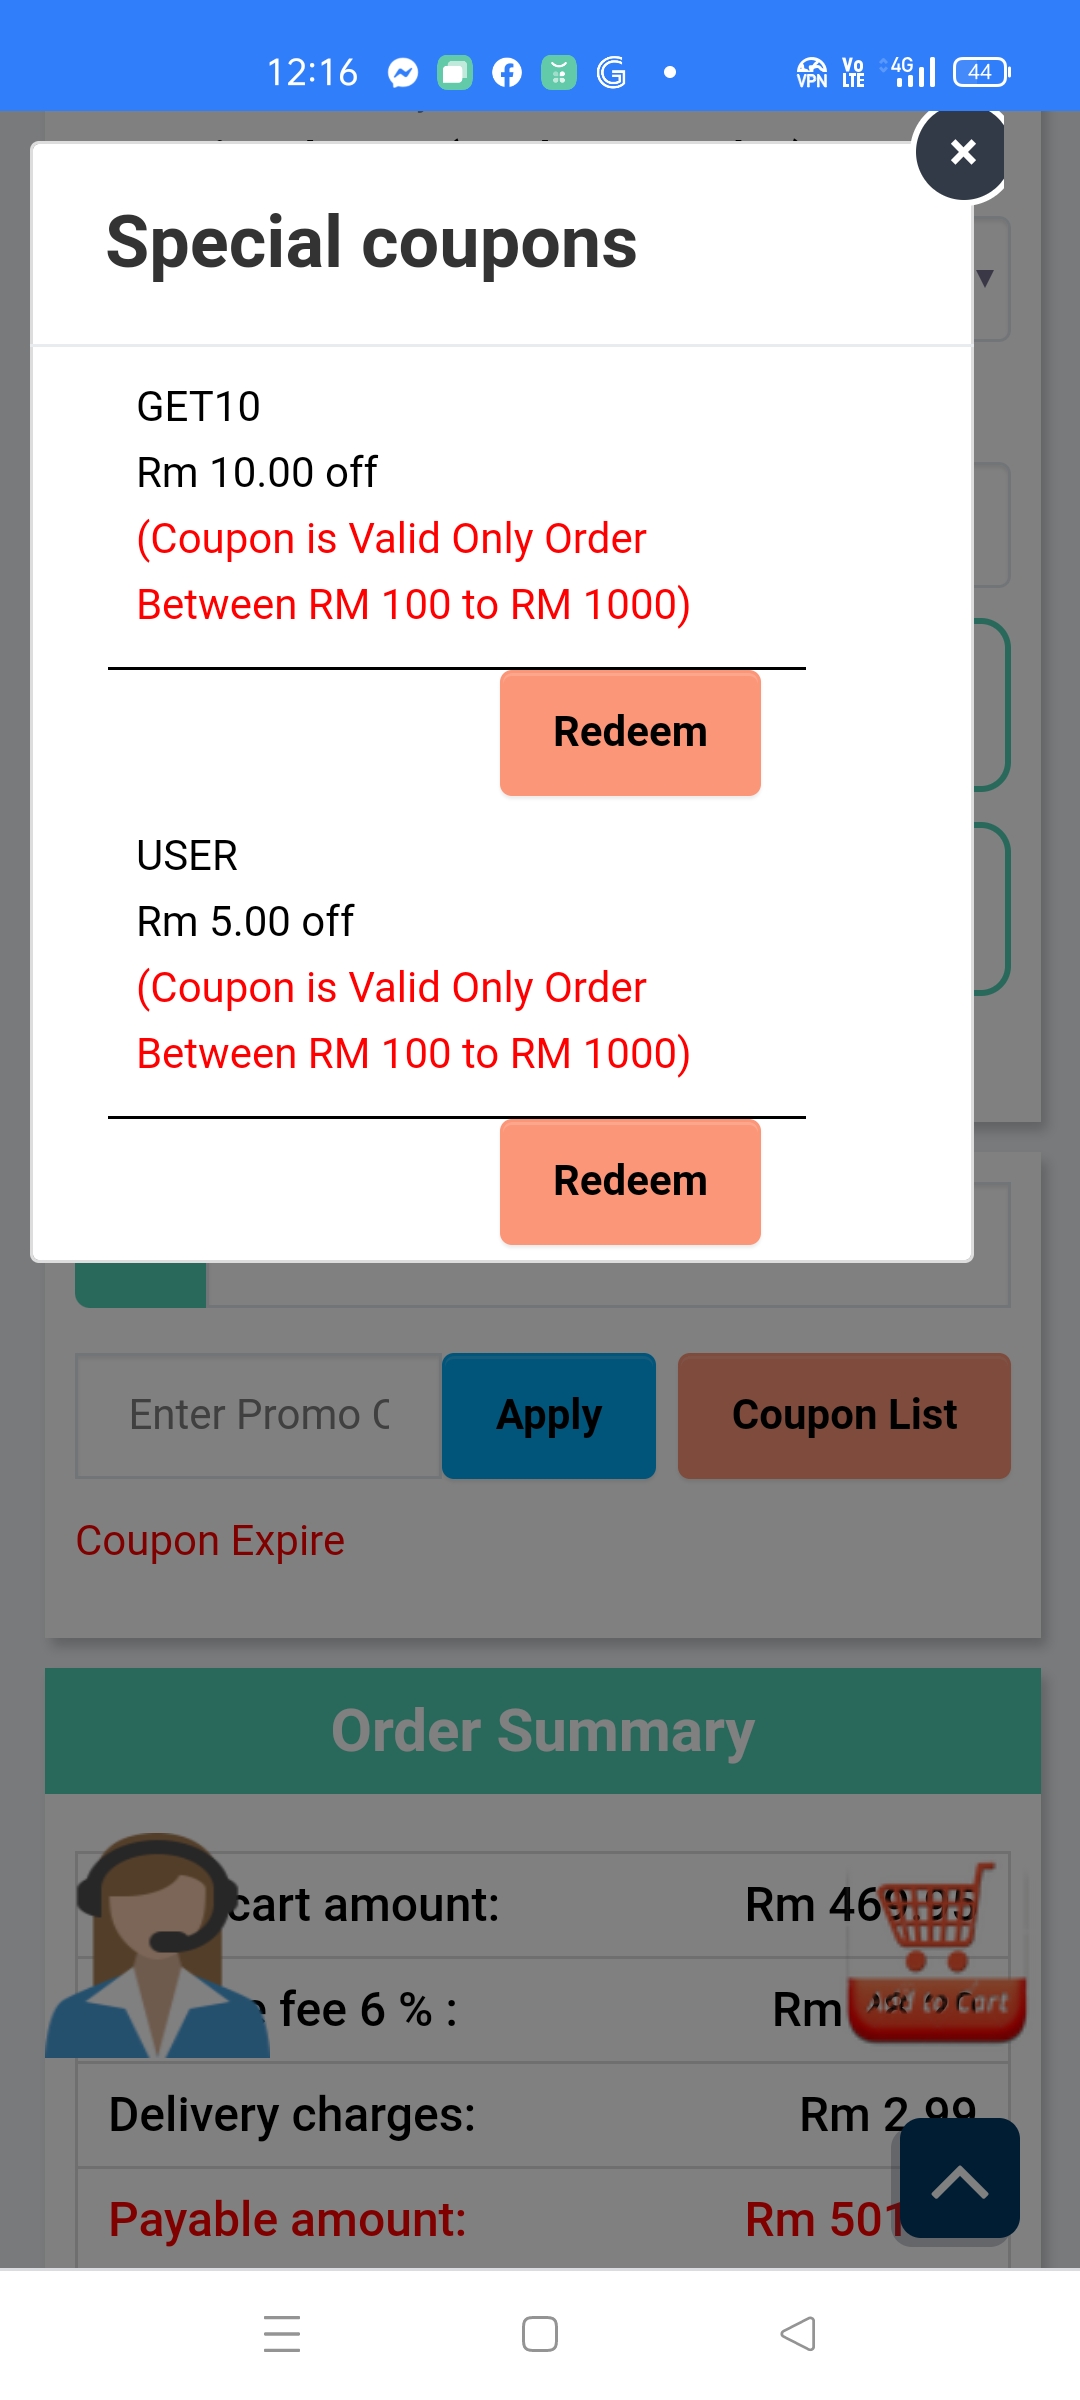 12:16
VPN
Vo
LTE
4G
44
Special coupons
GET10
Rm 10.00 off
(Coupon is Valid Only Order
Between RM 100 to RM 1000)
Redeem
USER
Rm 5.00 off
(Coupon is Valid Only Order
Between RM 100 to RM 1000)
Redeem
Enter Promo
Apply
Coupon List
Coupon Expire
Order Summary
cart amount:
Rm 469.95
fee 6 % :
Rm
Add to Cart
Delivery charges:
Rm 2.99
Payable amount:
Rm 501